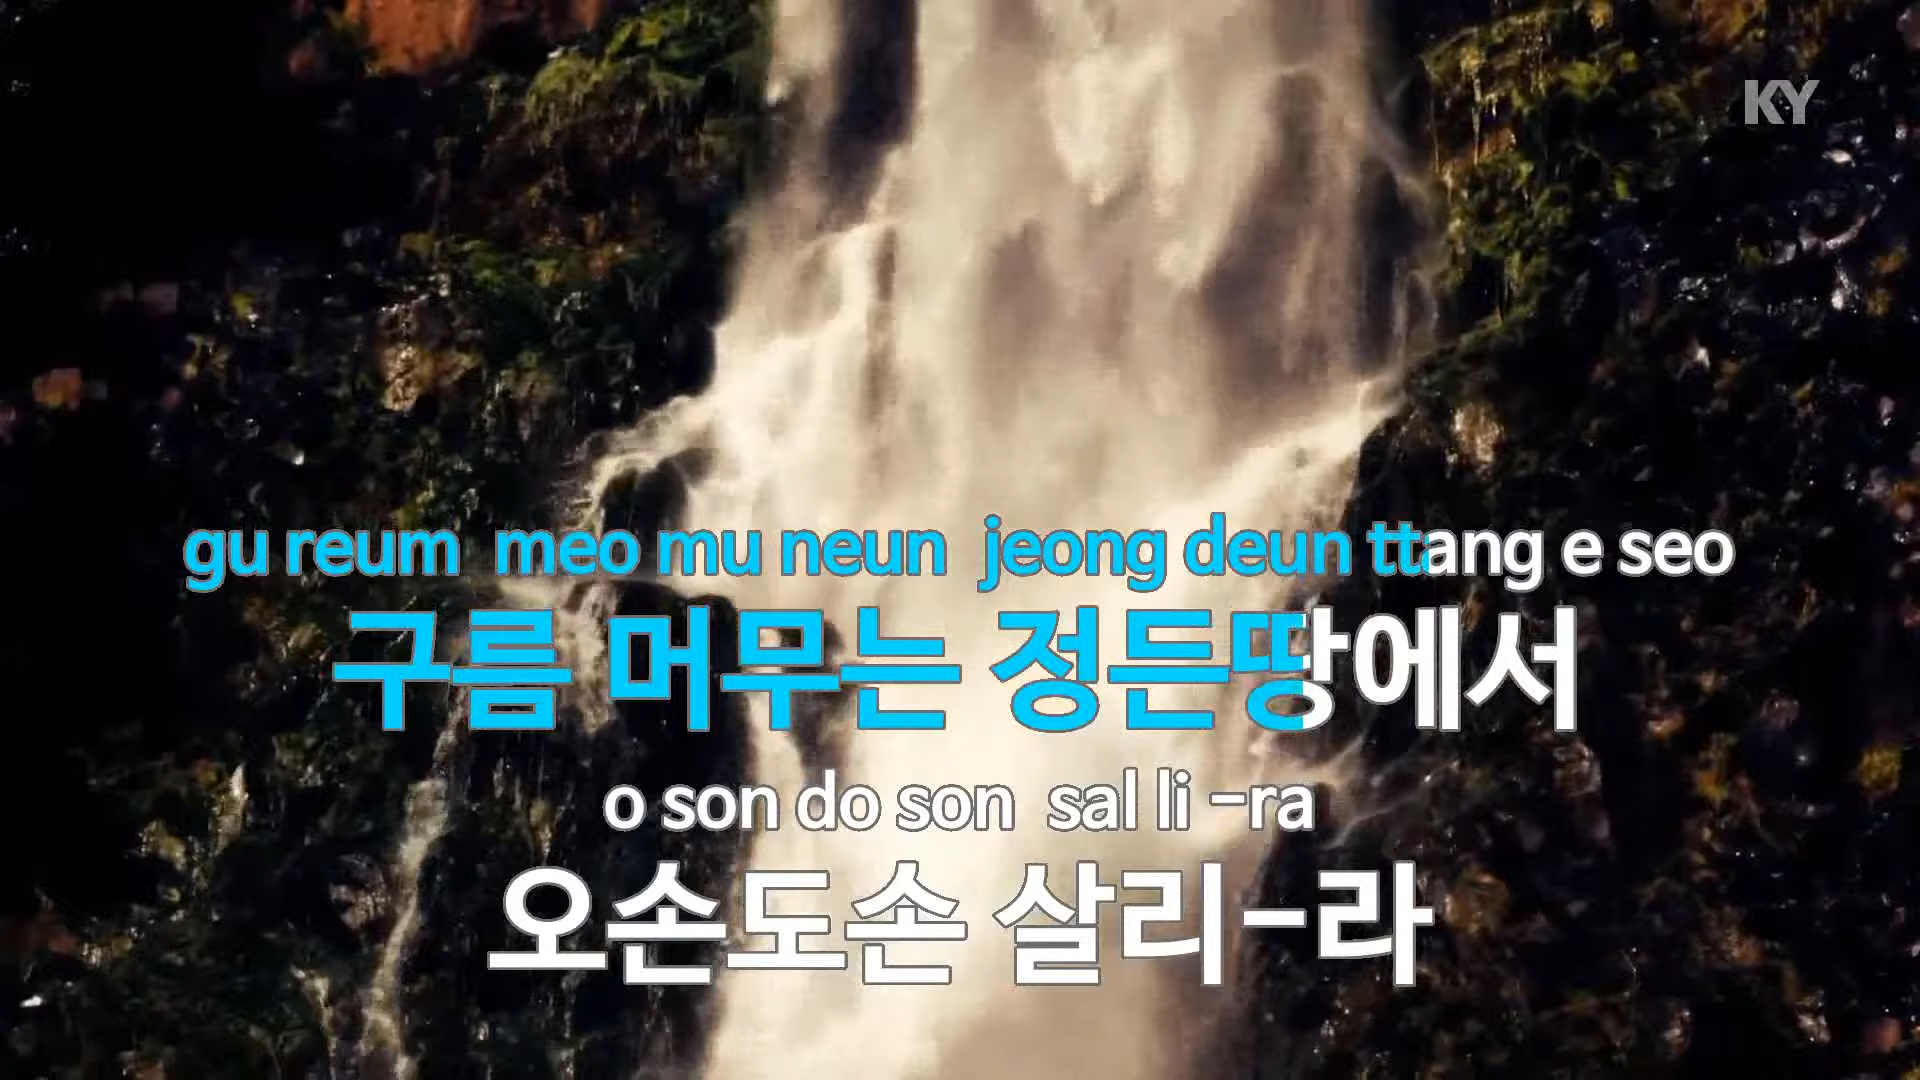 KY
gu reum meo mu neun jeong deun ttang e seo
구름 머무는 정든땅에서
o son do son sal li -ra
오손도손 살리-라